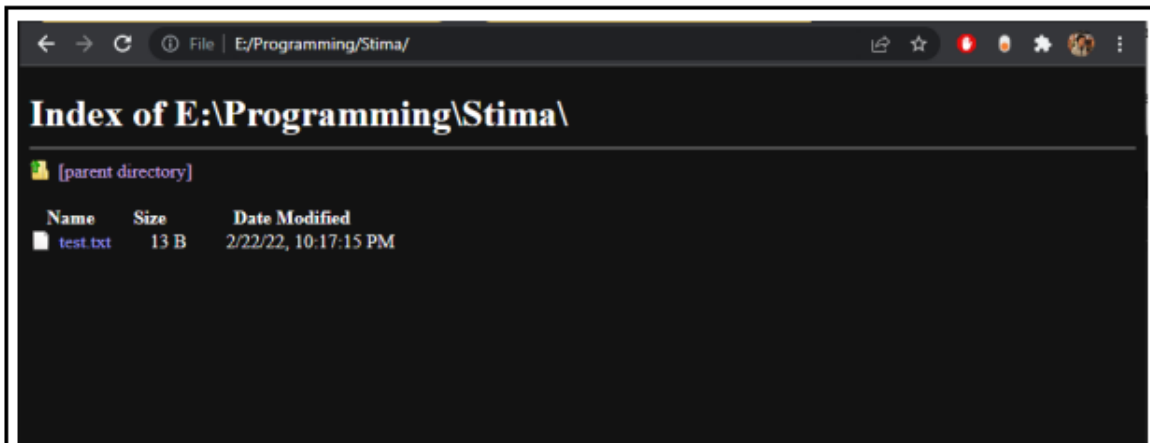 File | E:/Programming/Stima/
Index of E:\Programming\Stima\
[parent directory]
Name Size Date Modified
test.txt 13 B 2/22/22, 10:17:15 PM